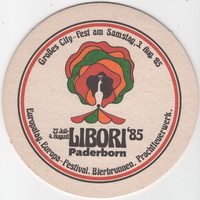 Großes City-Fest am Samstag, 3. Aug. '85
27. Juli-
4. August
LIBORI '85
Paderborn
Europatag. Europa-Festival. Bierbrunnen. Prachtfeuerwerk.